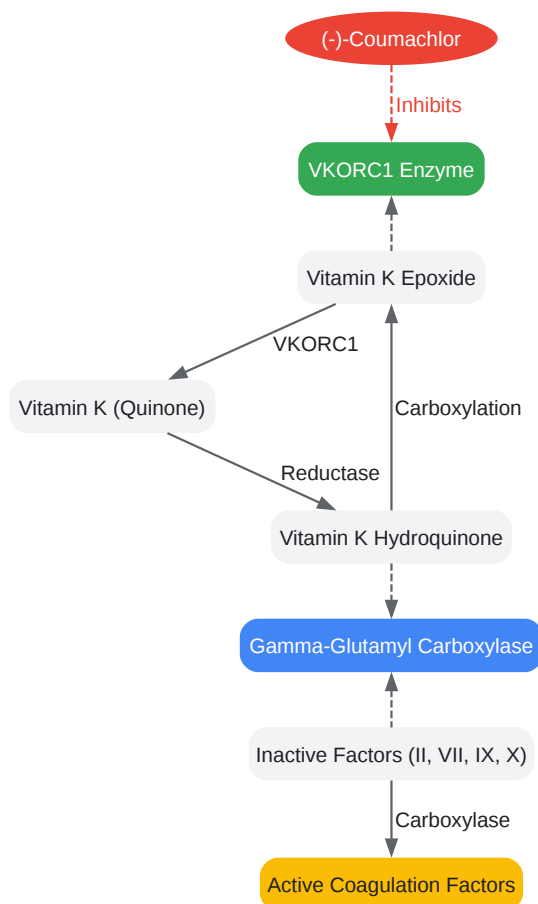 (-)-Coumachlor
Inhibits
VKORC1 Enzyme
Vitamin K Epoxide
VKORC1
Vitamin K (Quinone)
Carboxylation
Reductase
Vitamin K Hydroquinone
Gamma-Glutamyl Carboxylase
Inactive Factors (II, VII, IX, X)
Carboxylase
Active Coagulation Factors